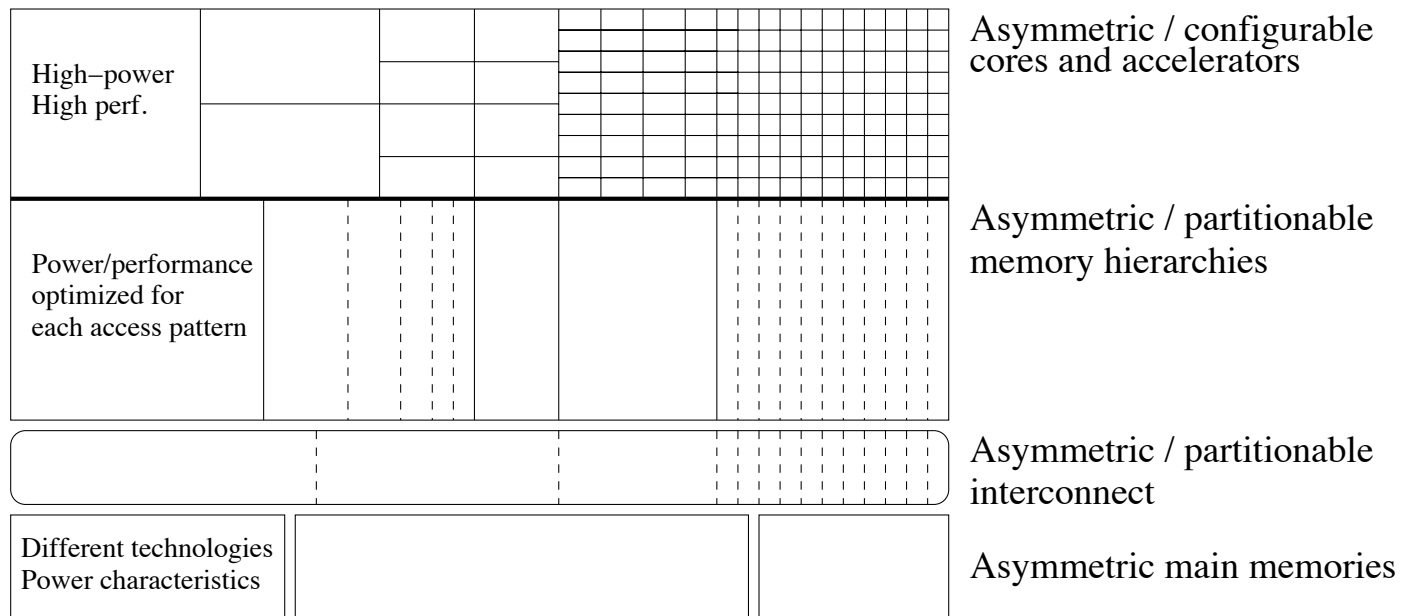 High−power
High perf.
Asymmetric / configurable
cores and accelerators
Power/performance
optimized for
each access pattern
Asymmetric / partitionable
memory hierarchies
Asymmetric / partitionable
interconnect
Different technologies
Power characteristics
Asymmetric main memories